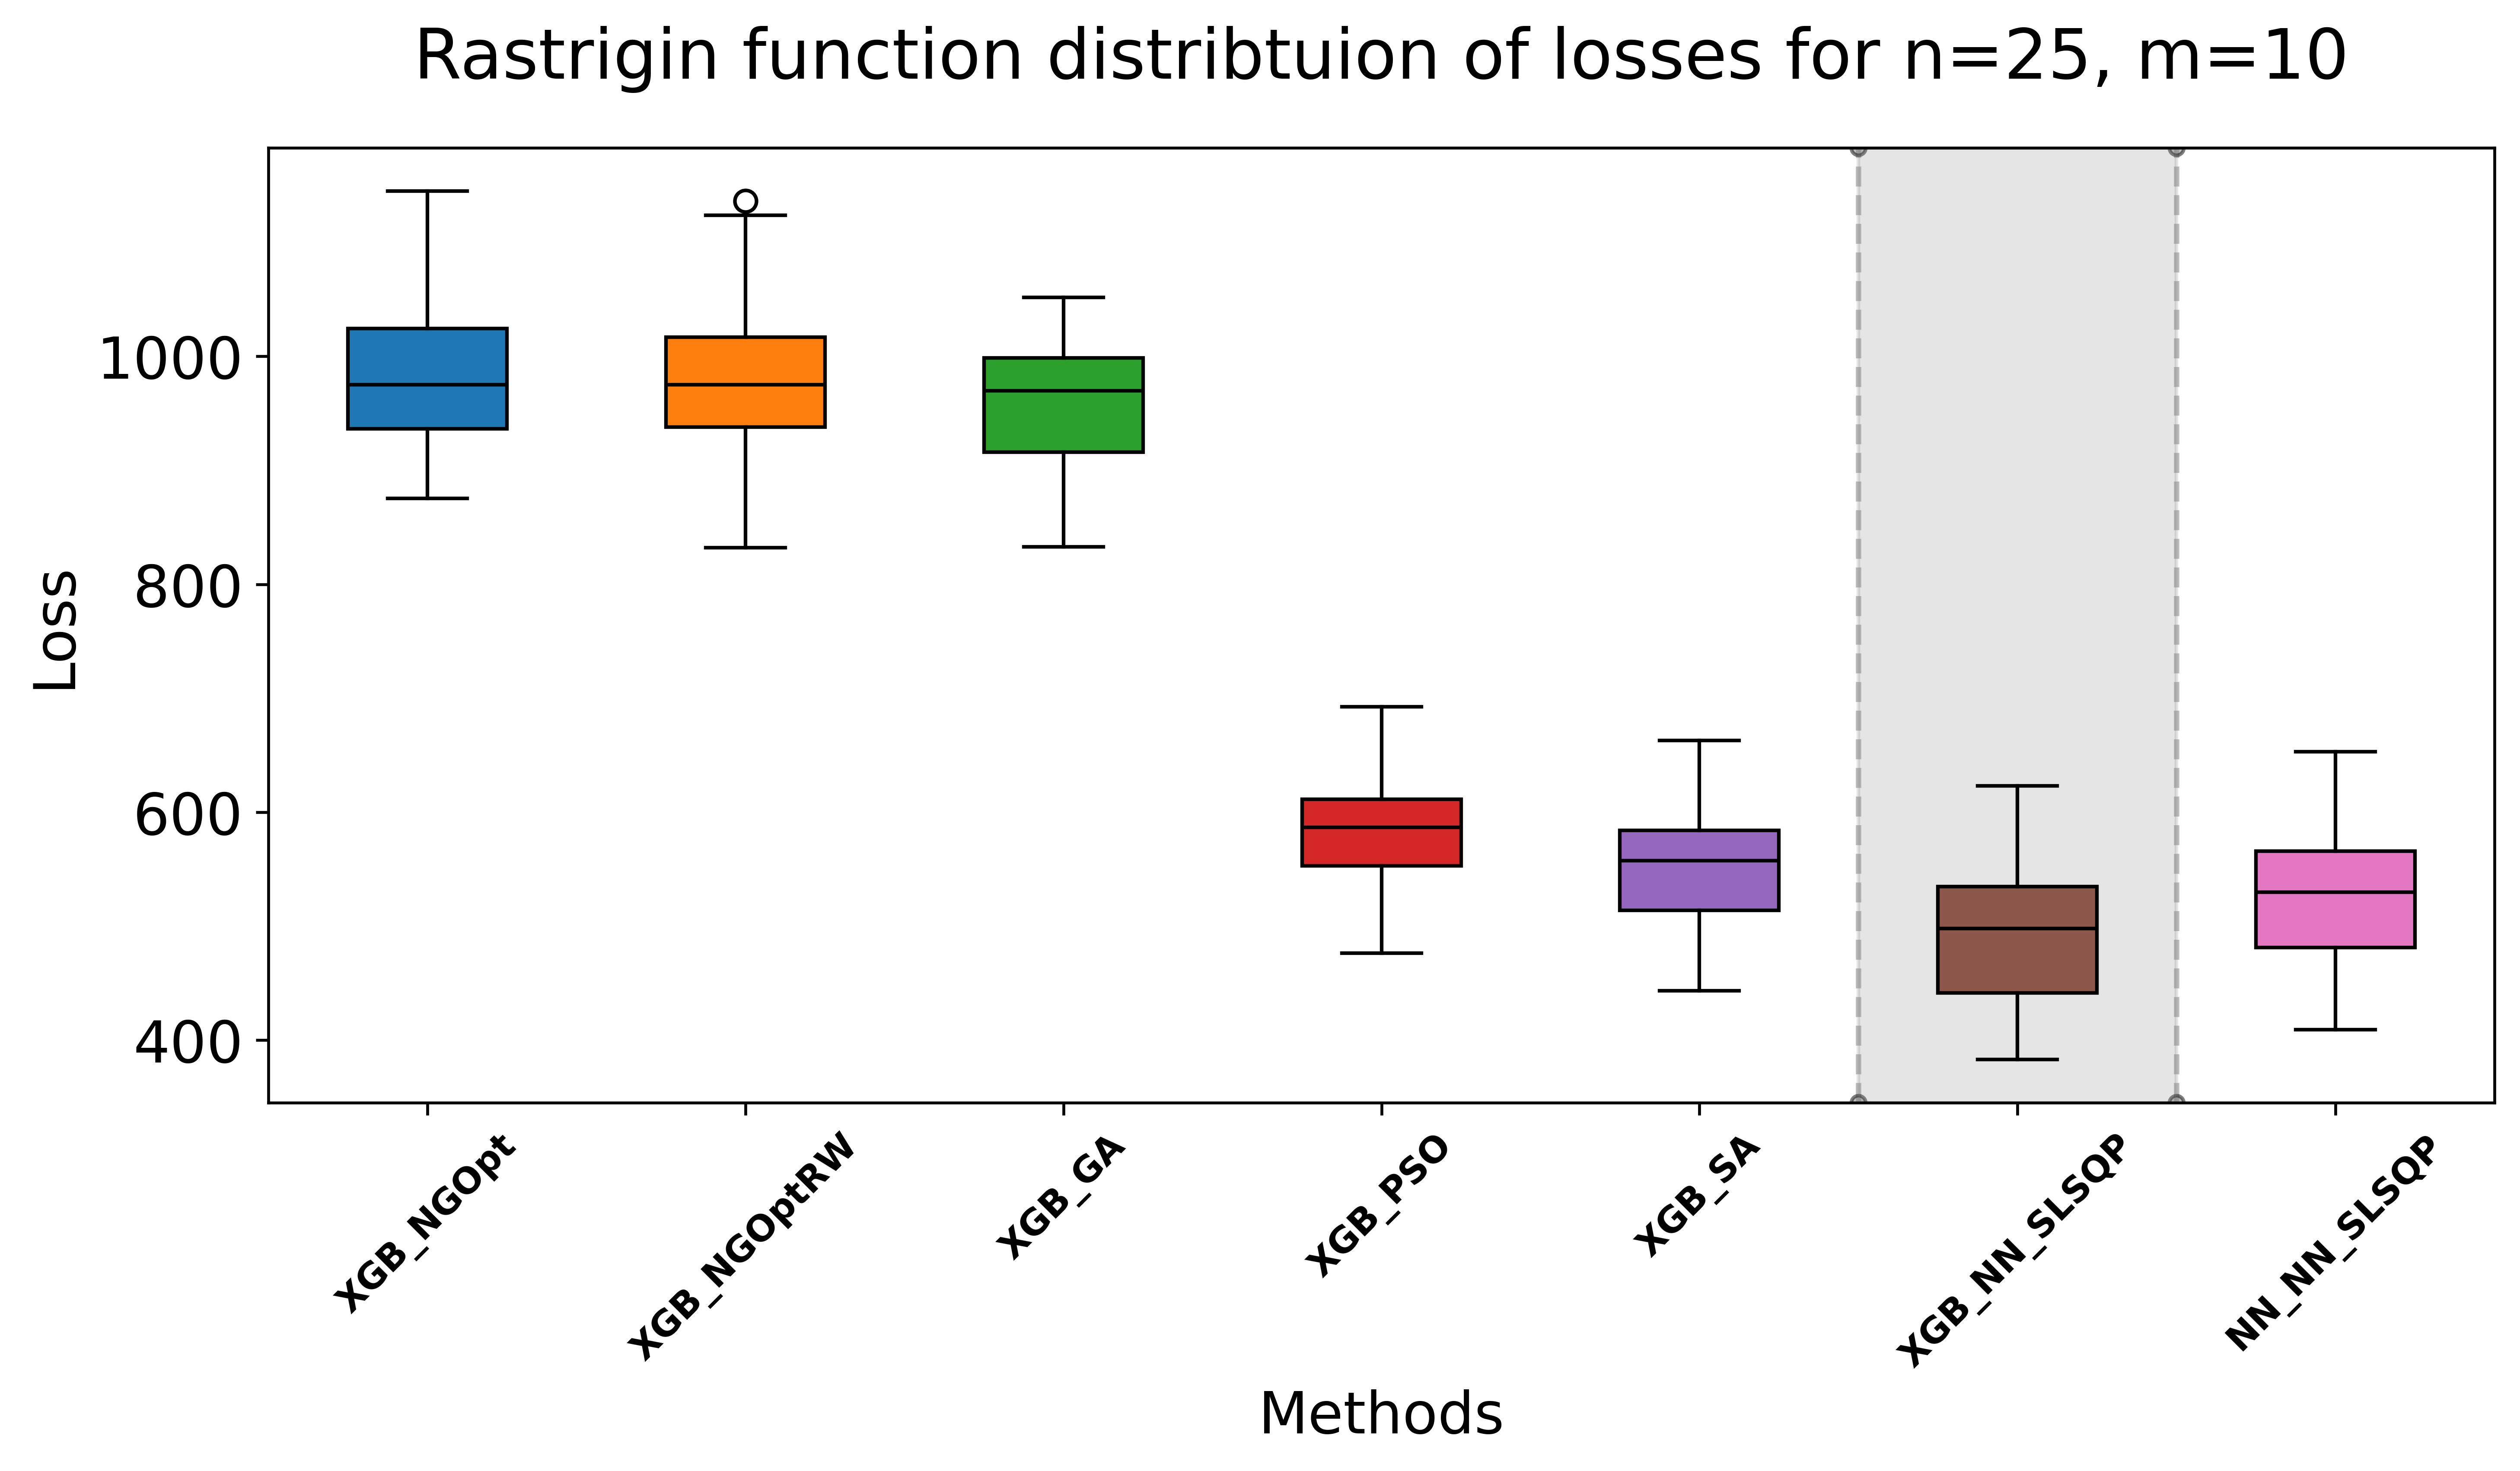 Rastrigin function distribtuion of losses for n=25, m=10
Loss
1000
800
600
400
XGB_NGOpt
XGB_NGOptRW
XGB_GA
XGB_PSO
XGB_SA
XGB_NN_SLSQP
NN_NN_SLSQP
Methods